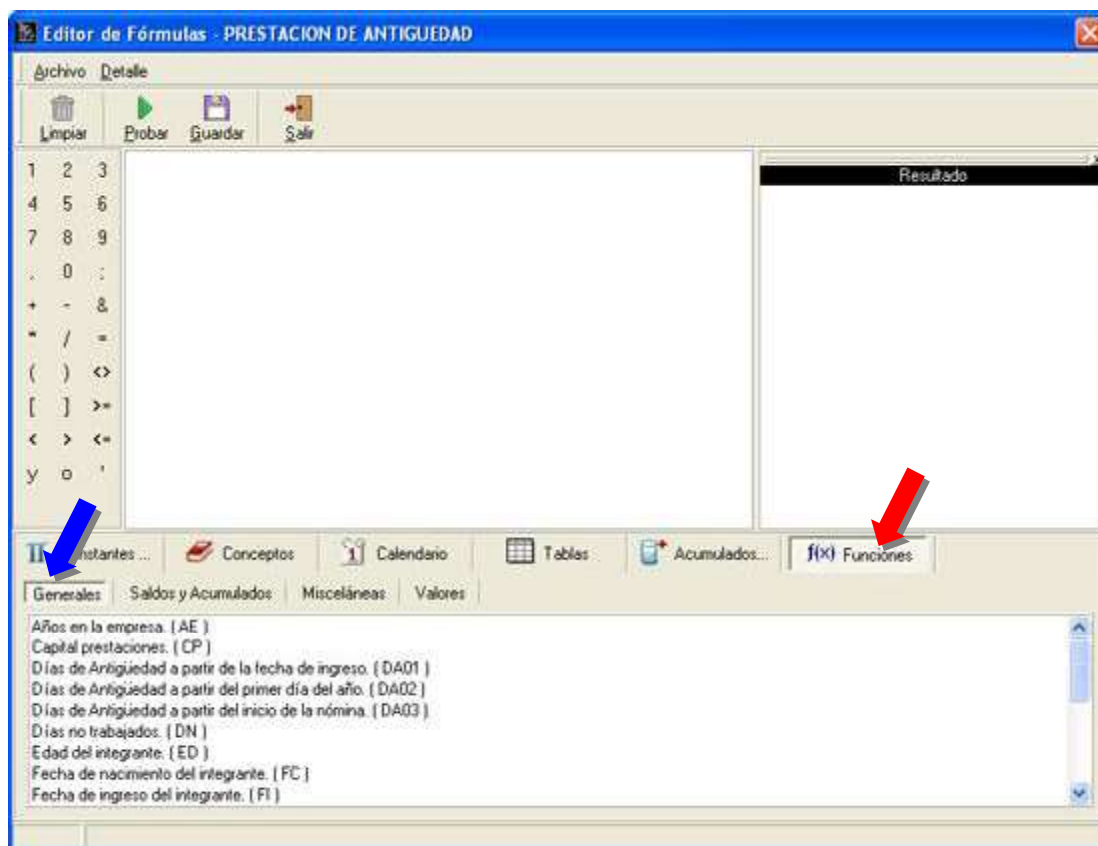 Editor de Fórmulas - PRESTACION DE ANTIGUEDAD
Archivo Detalle
Limpiar Probar Guardar Salir
1 2 3
4 5 6
7 8 9
. 0 ;
+ - &
* / =
( ) <>
[ ] >=
< > <=
y o '
Resultado
Conceptos 1 Calendario Tablas Acumulados... f(x) Funciones
Generales Saldos y Acumulados Misceláneas Valores
Años en la empresa. ( AE )
Capital prestaciones. ( CP )
Días de Antigüedad a partir de la fecha de ingreso. ( DA01 )
Días de Antigüedad a partir del primer día del año. ( DA02 )
Días de Antigüedad a partir del inicio de la nómina. ( DA03 )
Días no trabajados. ( DN )
Edad del integrante. ( ED )
Fecha de nacimiento del integrante. ( FC )
Fecha de ingreso del integrante. ( FI )